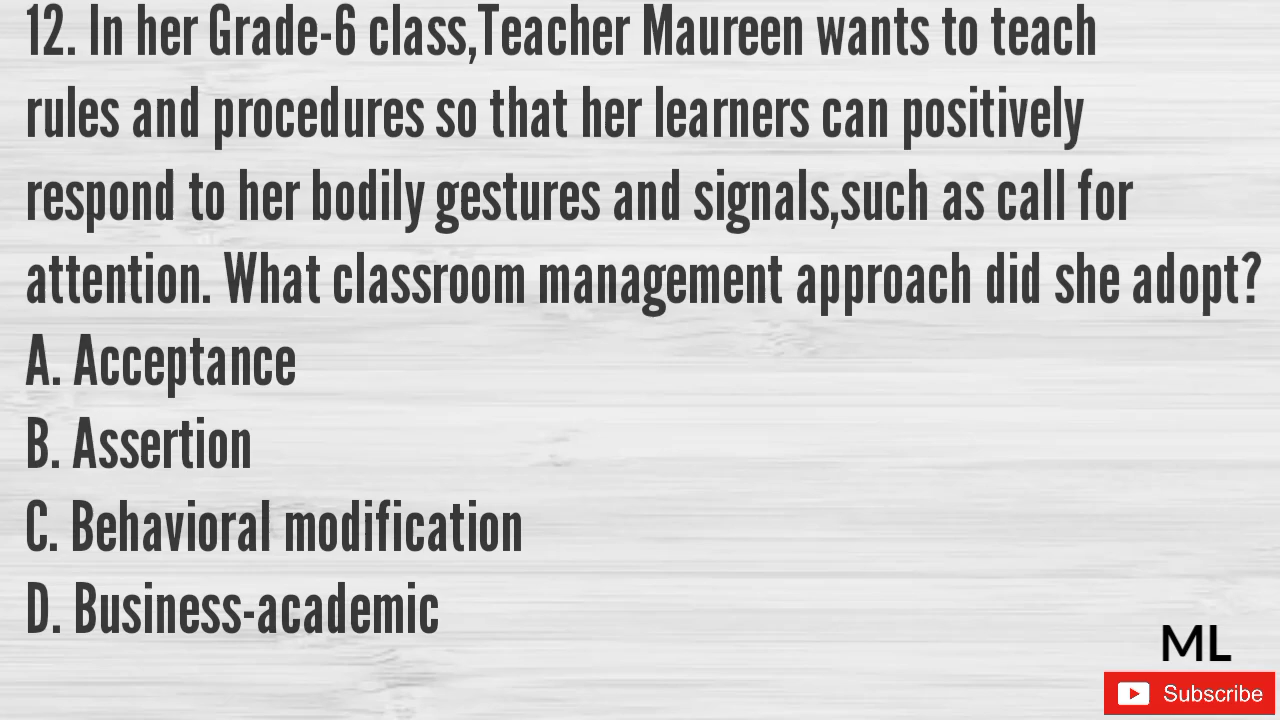 12. In her Grade-6 class,Teacher Maureen wants to teach
rules and procedures so that her learners can positively
respond to her bodily gestures and signals,such as call for
attention. What classroom management approach did she adopt?
A. Acceptance
B. Assertion
C. Behavioral modification
D. Business-academic
ML
Subscribe